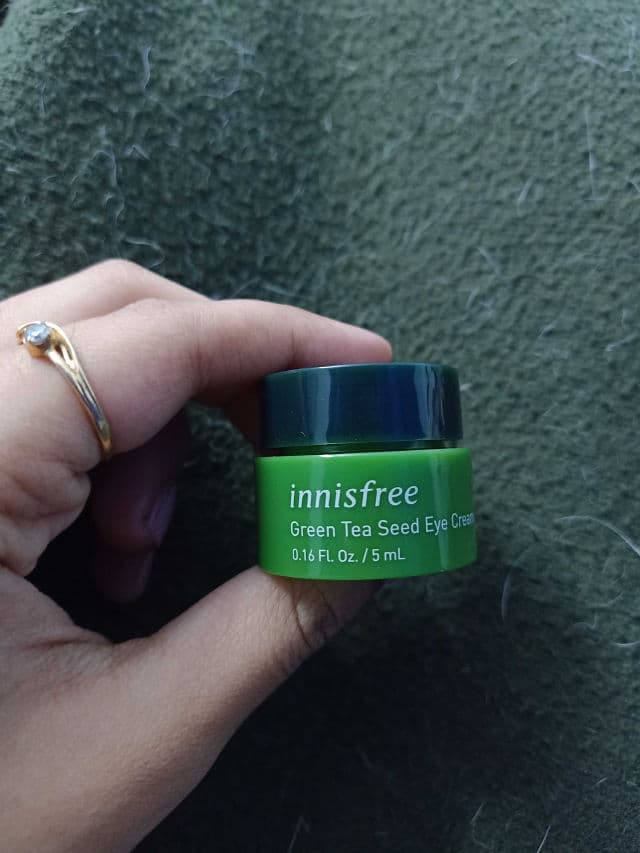 innisfree
Green Tea Seed Eye Cream
0.16 FL. Oz. / 5 mL